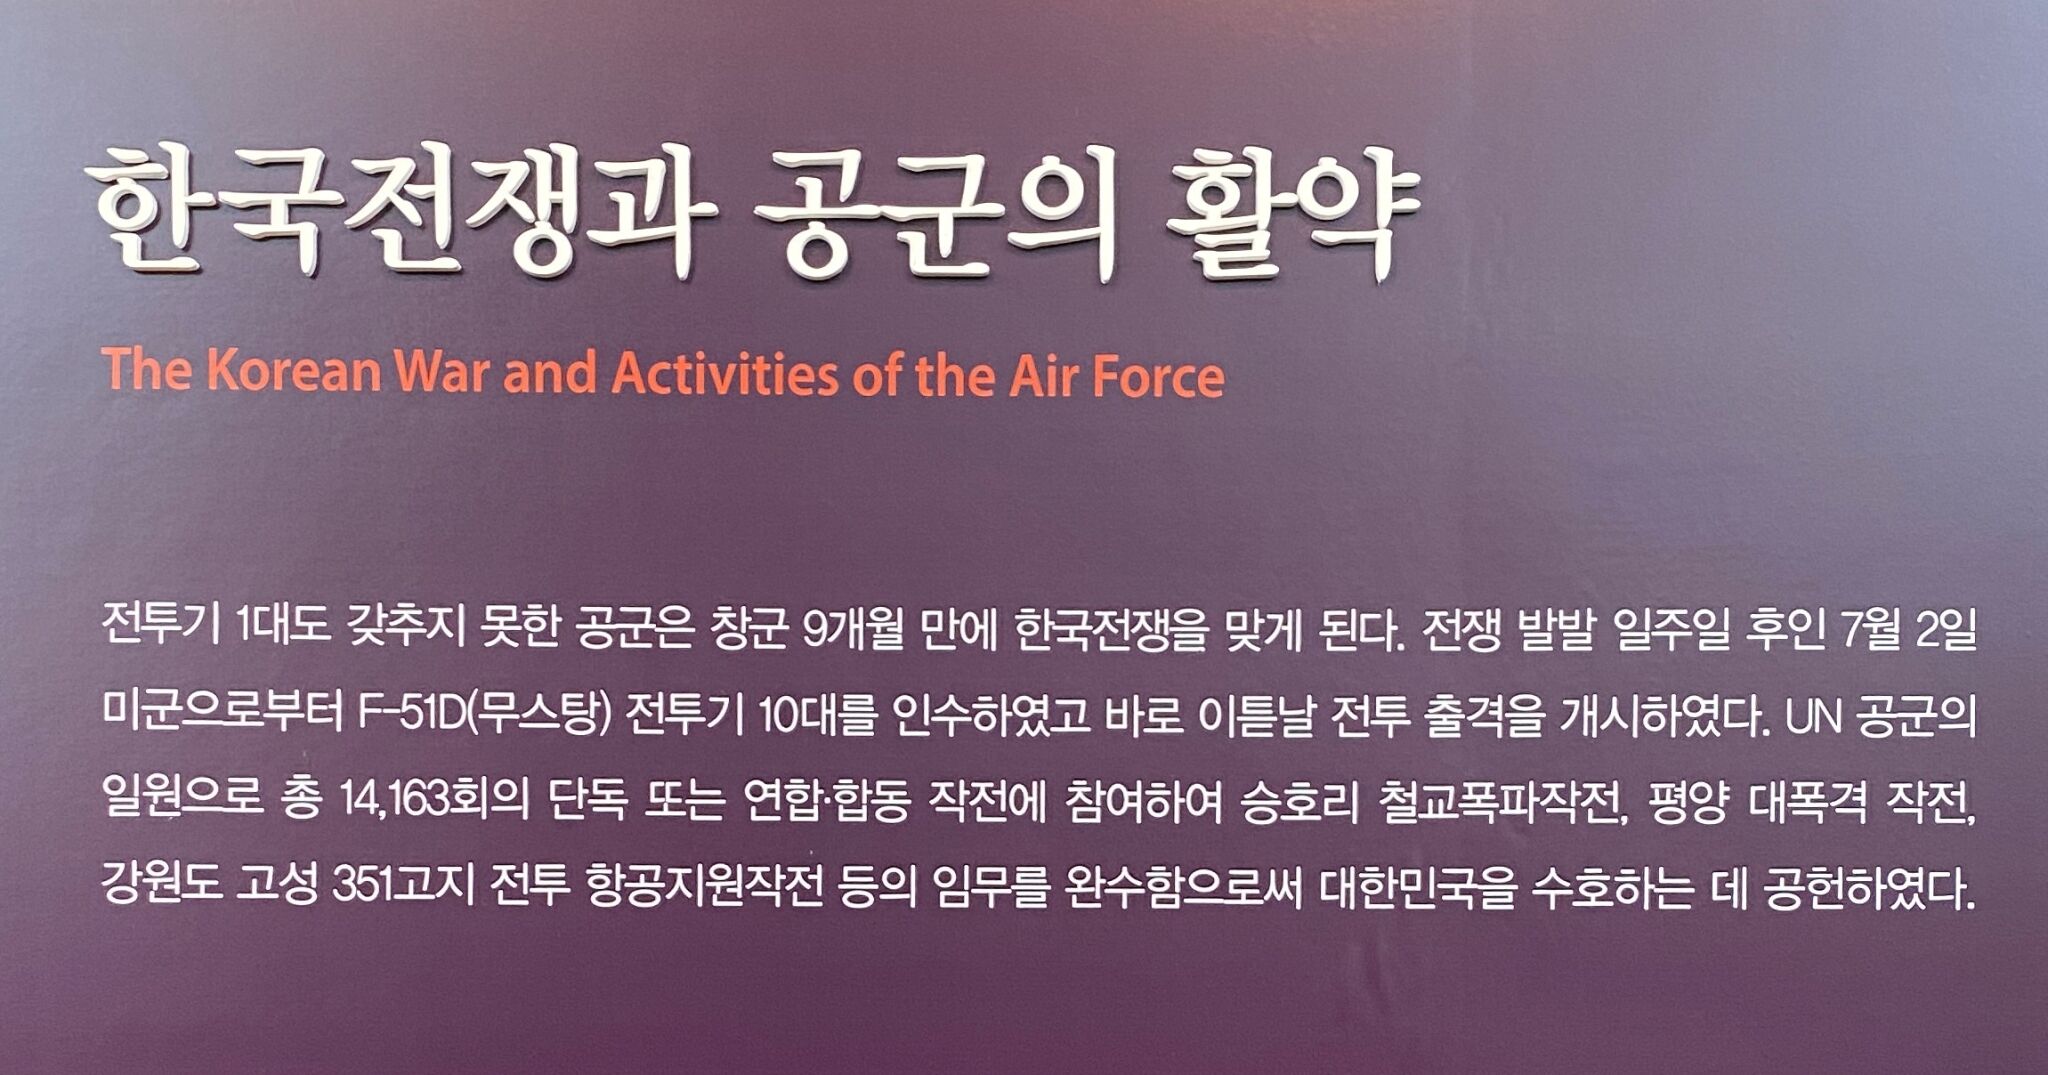 한국전쟁과 공군의 활약
The Korean War and Activities of the Air Force
전투기 1대도 갖추지 못한 공군은 창군 9개월 만에 한국전쟁을 맞게 된다. 전쟁 발발 일주일 후인 7월 2일
미군으로부터 F-51D(무스탕) 전투기 10대를 인수하였고 바로 이튿날 전투 출격을 개시하였다. UN 공군의
일원으로 총 14,163회의 단독 또는 연합·합동 작전에 참여하여 승호리 철교폭파작전, 평양 대폭격 작전,
강원도 고성 351고지 전투 항공지원작전 등의 임무를 완수함으로써 대한민국을 수호하는 데 공헌하였다.